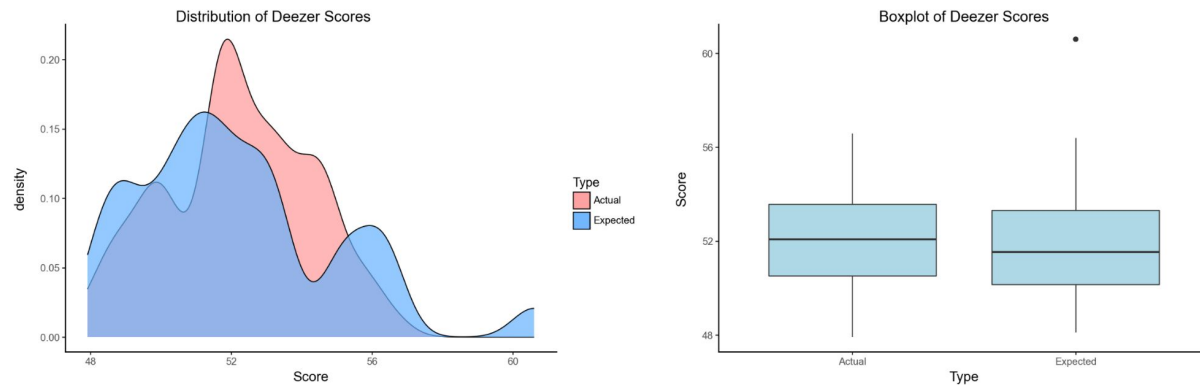 Distribution of Deezer Scores
0.20
0.15
0.10
0.05
0.00
density
48 52 56 60
Score
Type
Actual
Expected
Boxplot of Deezer Scores
60
56
52
48
Score
Actual Expected
Type